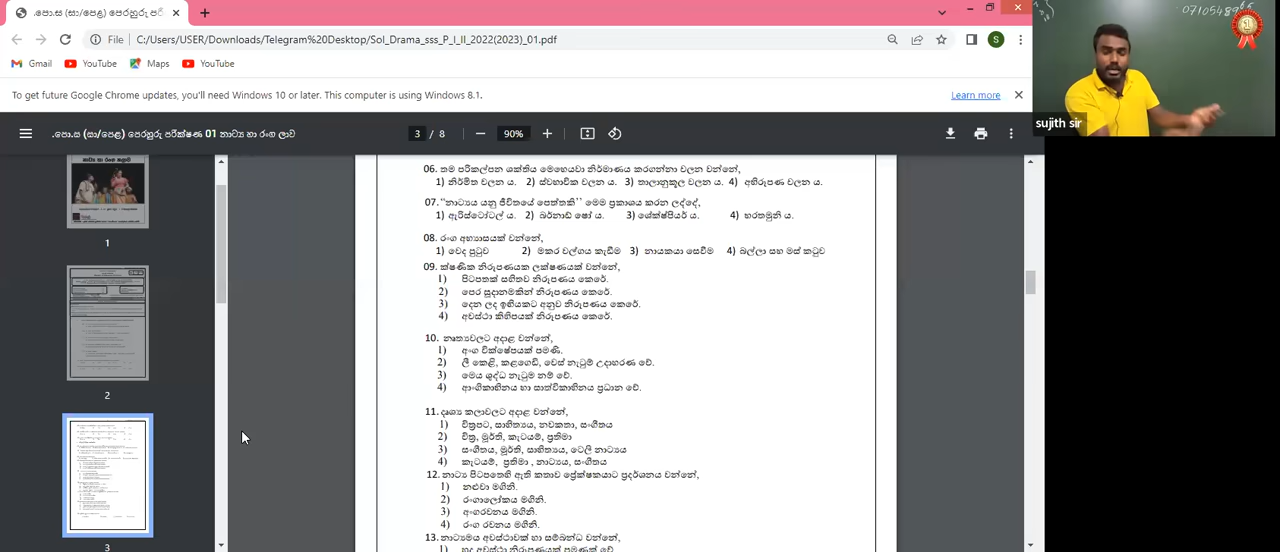 .පො.ස (සා/පෙළ) පෙරහුරු පරි
File | C:/Users/USER/Downloads/Telegram%20Desktop/Sol_Drama_sss_P_I_II_2022(2023)_01.pdf
S
Gmail YouTube Maps YouTube
To get future Google Chrome updates, you'll need Windows 10 or later. This computer is using Windows 8.1.
Learn more
.පො.ස (සා/පෙළ) පෙරහුරු පරීක්ෂණ 01 නාට්‍ය හා රංග ලාව
3 / 8
90%
0710548965
sujith sir
1
2
3
06. තම පරිකල්පන ශක්තිය මෙහෙයවා නිර්මාණය කරගන්නා චලන වන්නේ,
1) නිර්මිත චලන ය. 2) ස්වභාවික චලන ය. 3) තාලානුකූල චලන ය. 4) අභිරූපණ චලන ය.
07. "නාට්‍යය යනු ජීවිතයේ පෙත්තකි" මෙම ප්‍රකාශය කරන ලද්දේ,
1) ඇරිස්ටෝටල් ය. 2) බර්නාඩ් ෂෝ ය. 3) ශේක්ෂ්පියර් ය. 4) භරතමුනි ය.
08. රංග අභ්‍යාසයක් වන්නේ,
1) වෙද පුටුව 2) මකර වල්ගය කැඩීම 3) නායකයා සෙවීම 4) බල්ලා සහ මස් කටුව
09. ක්ෂණික නිරූපණයක ලක්ෂණයක් වන්නේ,
1) පිටපතක් සහිතව නිරූපණය කෙරේ.
2) පෙර සූදානමකින් නිරූපණය කෙරේ.
3) දෙන ලද ඉඟියකට අනුව නිරූපණය කෙරේ.
4) අවස්ථා කිහිපයක් නිරූපණය කෙරේ.
10. නෘත්‍යවලට අදාළ වන්නේ,
1) අංග වික්ෂේපයක් පමණි.
2) ලී කෙළි, කළගෙඩි, වෙස් නැටුම් උදාහරණ වේ.
3) මෙය ශුද්ධ නැටුම නම් වේ.
4) ආංගිකාභිනය හා සාත්විකාභිනය ප්‍රධාන වේ.
11. දෘශ්‍ය කලාවලට අදාළ වන්නේ,
1) චිත්‍රපට, සාහිත්‍යය, නවකතා, සංගීතය
2) චිත්‍ර, මූර්ති, කැටයම්, ප්‍රතිමා
3) සංගීතය, මූර්ති, සාහිත්‍යය, ටෙලි නාට්‍යය
4) කැටයම්, ප්‍රතිමා, නාට්‍යය, සංගීතය
12. නාට්‍ය පිටපතෙහි ඇති කතාව ප්‍රේක්ෂකයාට ප්‍රදර්ශනය වන්නේ,
1) නළුවා මගිනි.
2) රංගාලෝකය මගිනි.
3) අංගරචනය මගිනි.
4) රංග රචනය මගිනි.
13. නාට්‍යමය අවස්ථාවක් හා සම්බන්ධ වන්නේ,